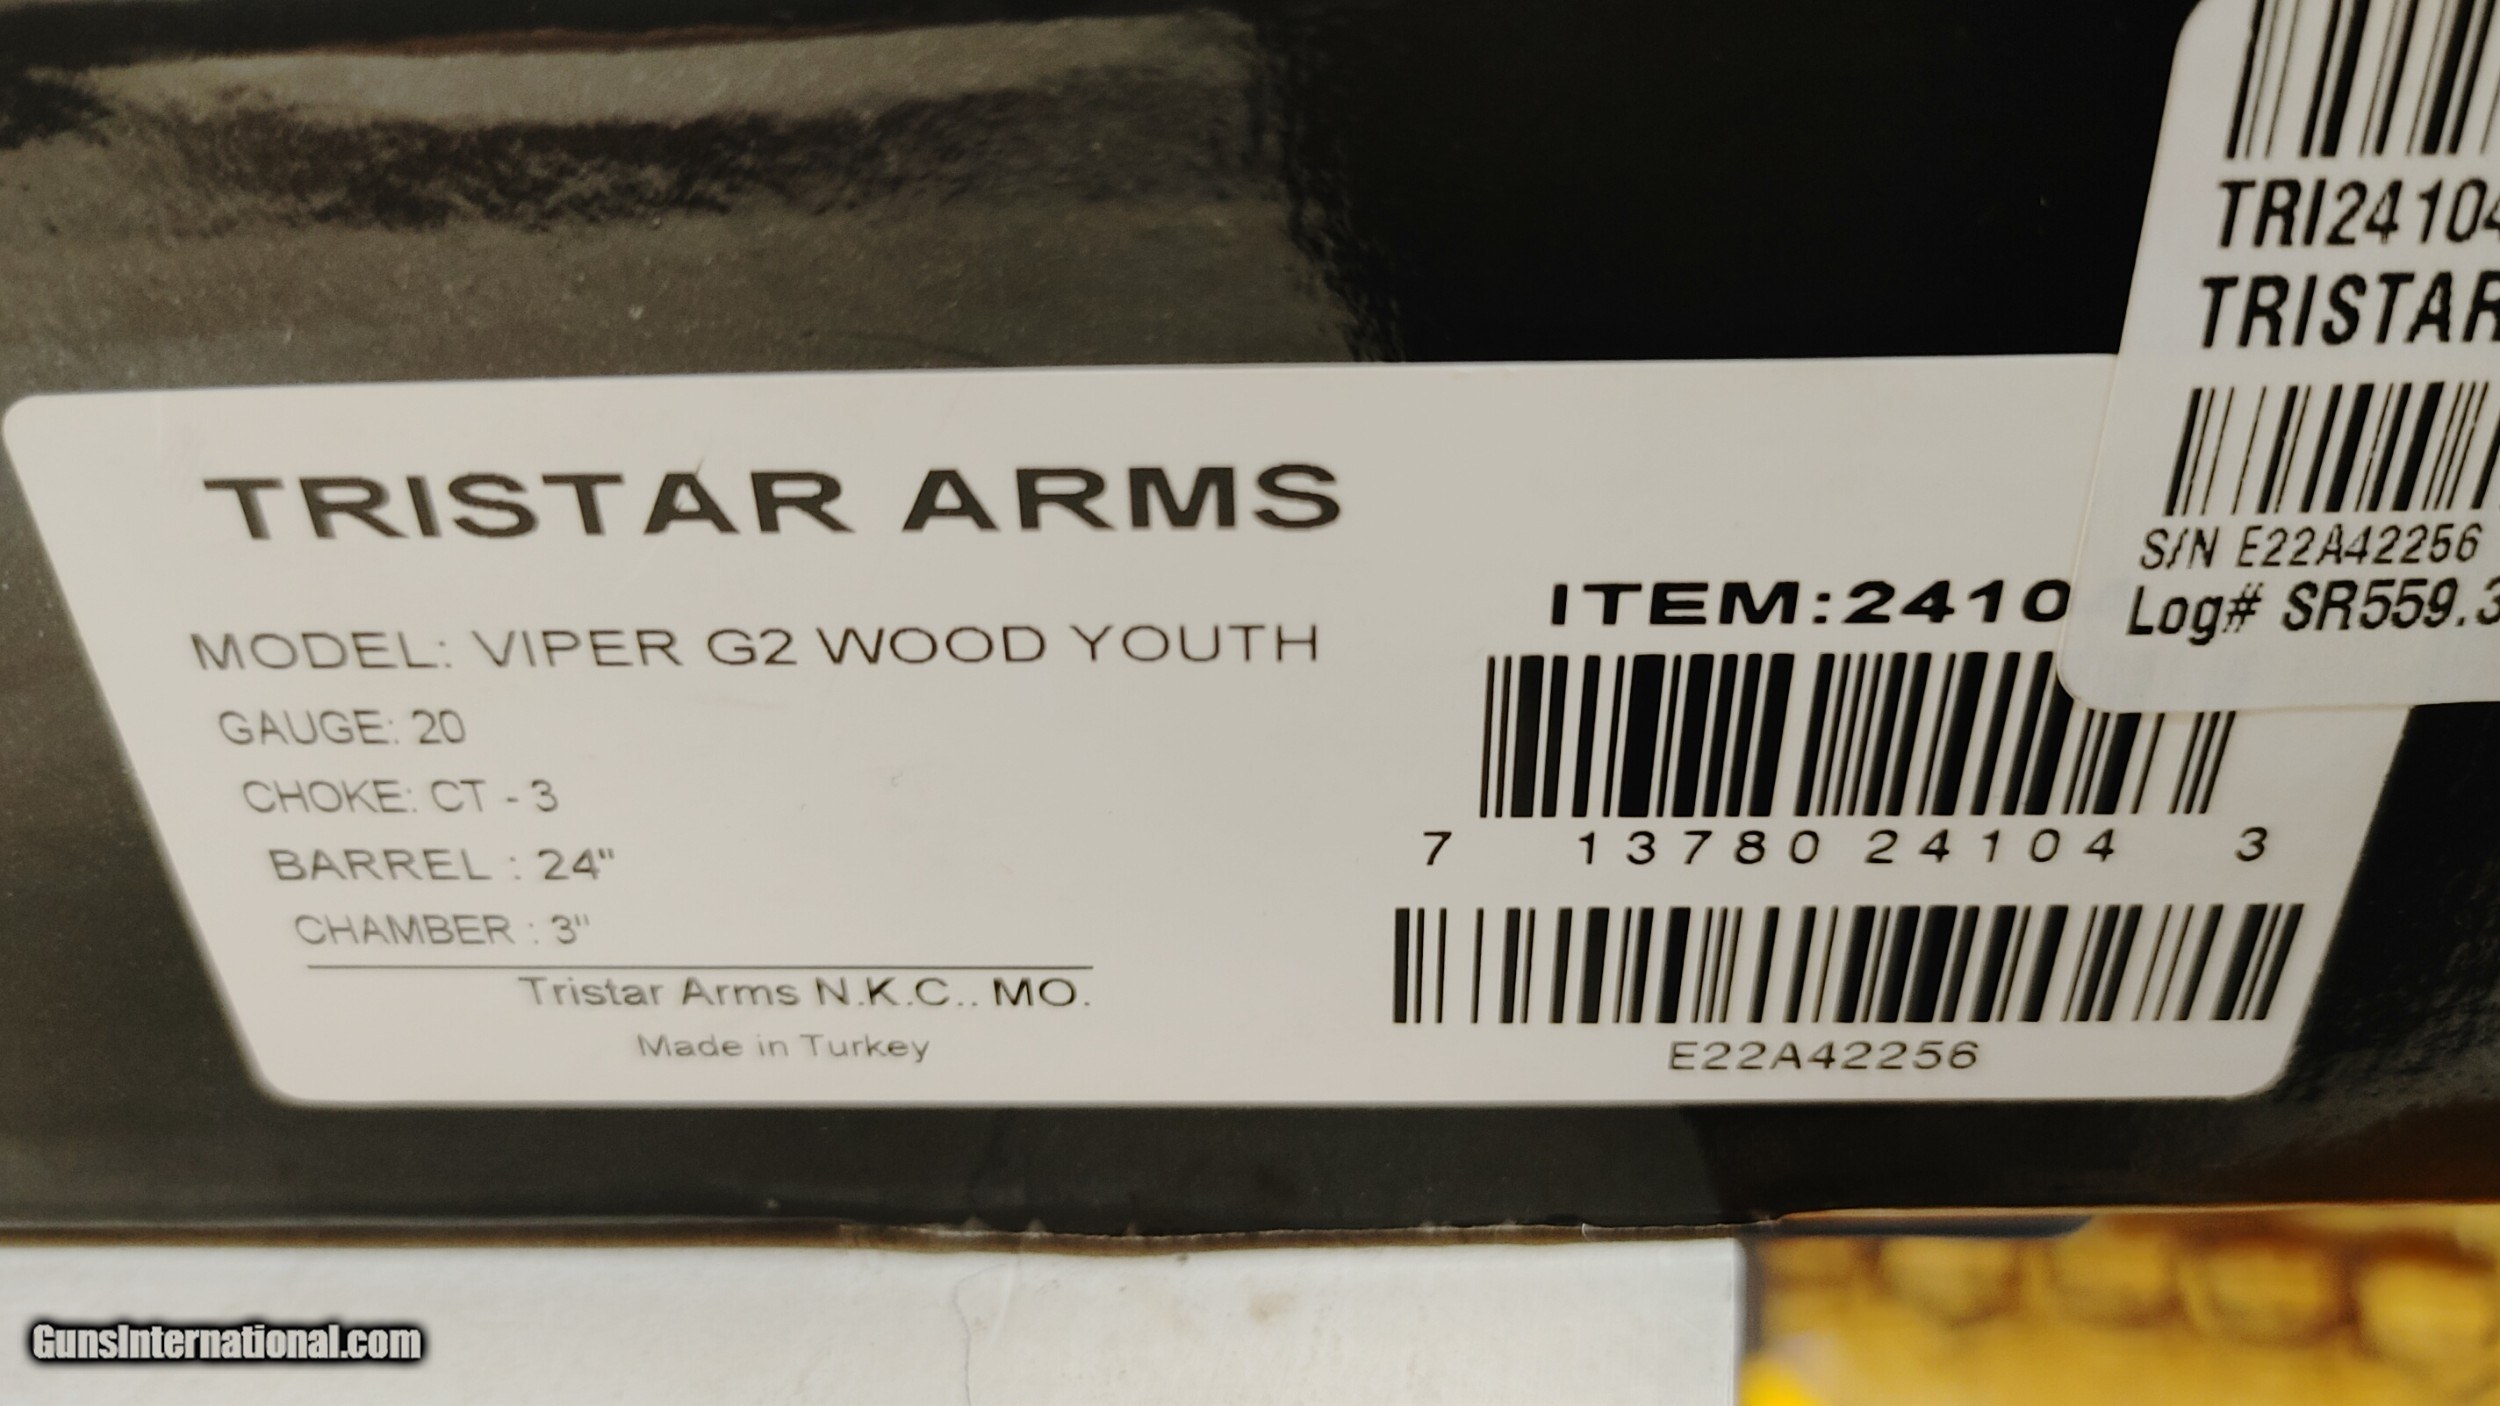 TRI24104
TRISTAR
S/N E22A42256
Log# SR559.3
TRISTAR ARMS
MODEL: VIPER G2 WOOD YOUTH
GAUGE: 20
CHOKE: CT - 3
BARREL : 24"
CHAMBER : 3"
Tristar Arms N.K.C.. MO.
Made in Turkey
ITEM:2410
7 13780 24104 3
E22A42256
GunsInternational.com